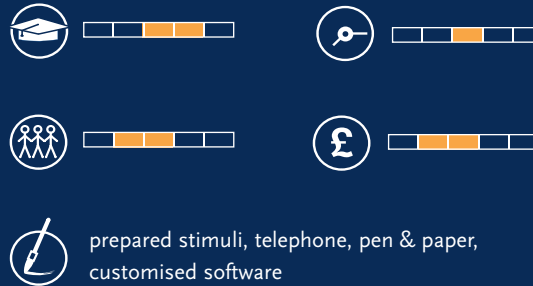 £
prepared stimuli, telephone, pen & paper,
customised software